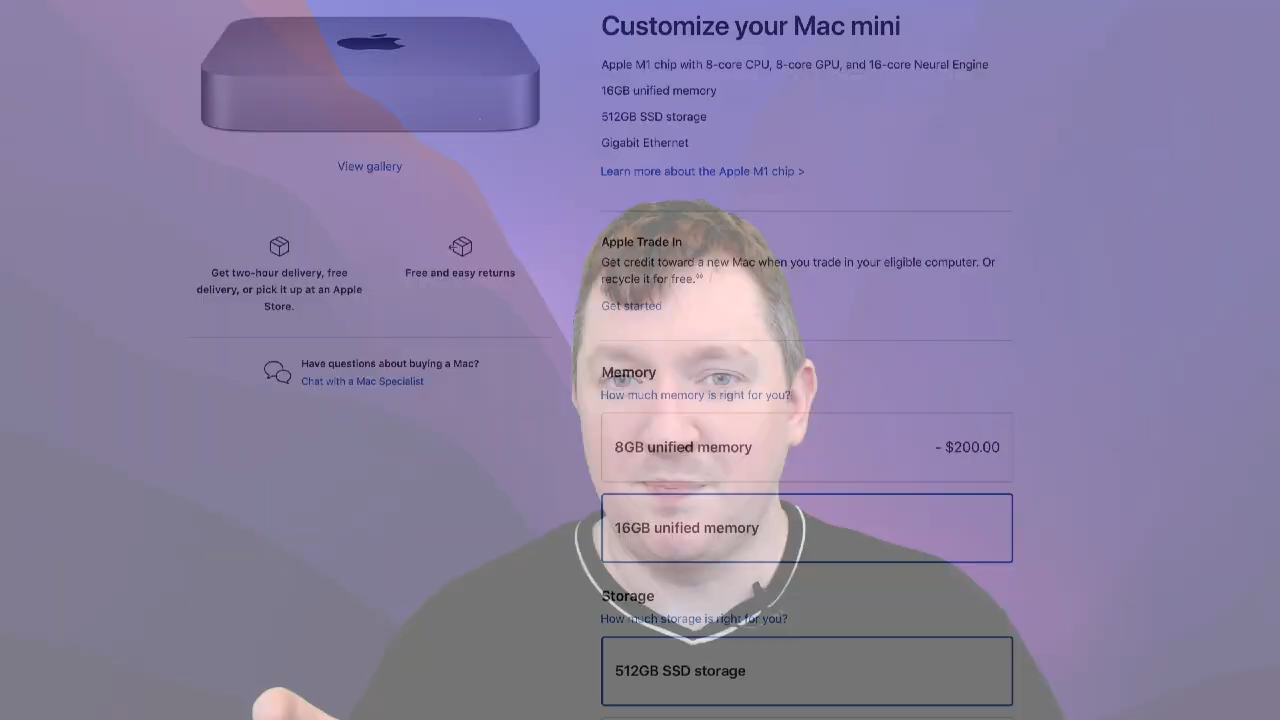 Customize your Mac mini
Apple M1 chip with 8-core CPU, 8-core GPU, and 16-core Neural Engine
16GB unified memory
512GB SSD storage
Gigabit Ethernet
Learn more about the Apple M1 chip >
View gallery
Get two-hour delivery, free
delivery, or pick it up at an Apple
Store.
Free and easy returns
Have questions about buying a Mac?
Chat with a Mac Specialist
Apple Trade In
Get credit toward a new Mac when you trade in your eligible computer. Or
recycle it for free.
Get started
Memory
How much memory is right for you?
8GB unified memory
- $200.00
16GB unified memory
Storage
How much storage is right for you?
512GB SSD storage